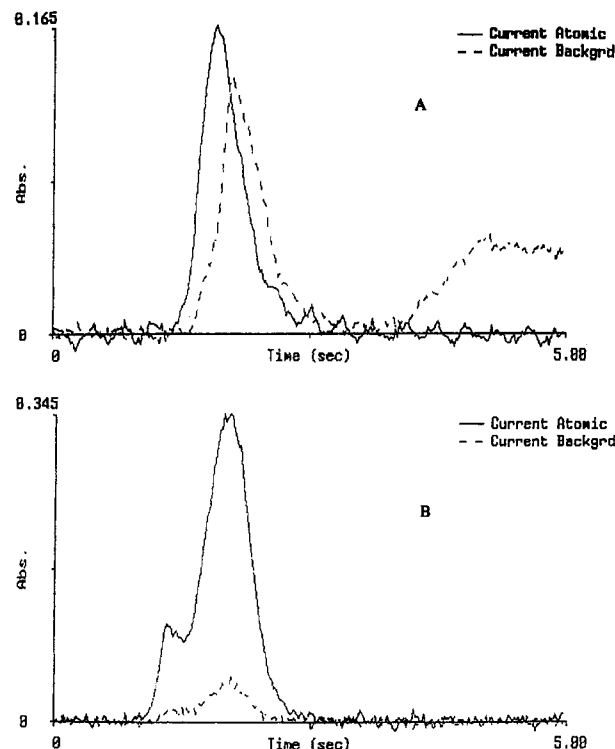 0.165
Current Atomic
Current Backgrd
A
Abs.
0
0
Time (sec)
5.00
0.345
Current Atomic
Current Backgrd
B
Abs.
0
0
Time (sec)
5.00